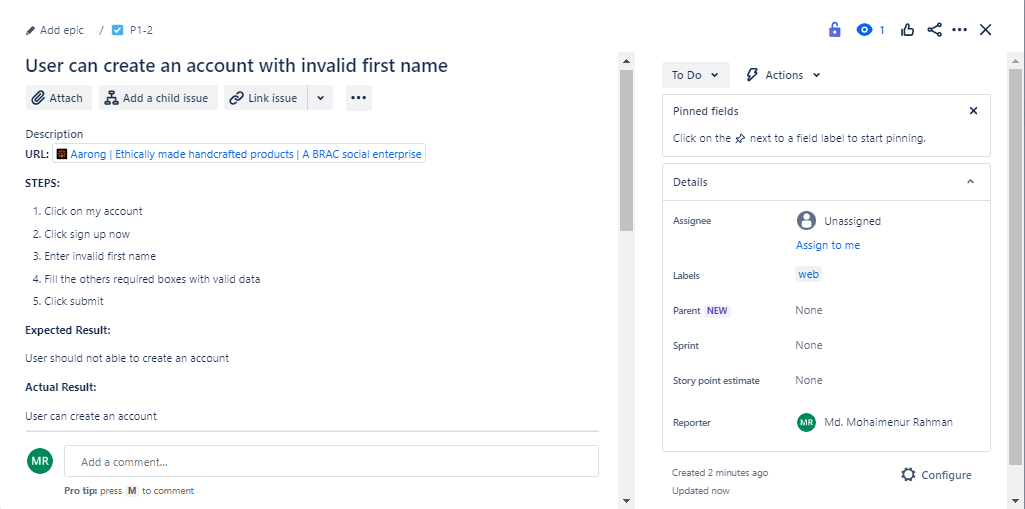 Add epic / P1-2
1
User can create an account with invalid first name
Attach Add a child issue Link issue
Description
URL: Aarong | Ethically made handcrafted products | A BRAC social enterprise
STEPS:
1. Click on my account
2. Click sign up now
3. Enter invalid first name
4. Fill the others required boxes with valid data
5. Click submit
Expected Result:
User should not able to create an account
Actual Result:
User can create an account
MR Add a comment...
Pro tip: press M to comment
To Do Actions
Pinned fields
Click on the next to a field label to start pinning.
Details
Assignee Unassigned
Assign to me
Labels web
Parent NEW None
Sprint None
Story point estimate None
Reporter MR Md. Mohaimenur Rahman
Created 2 minutes ago
Updated now
Configure